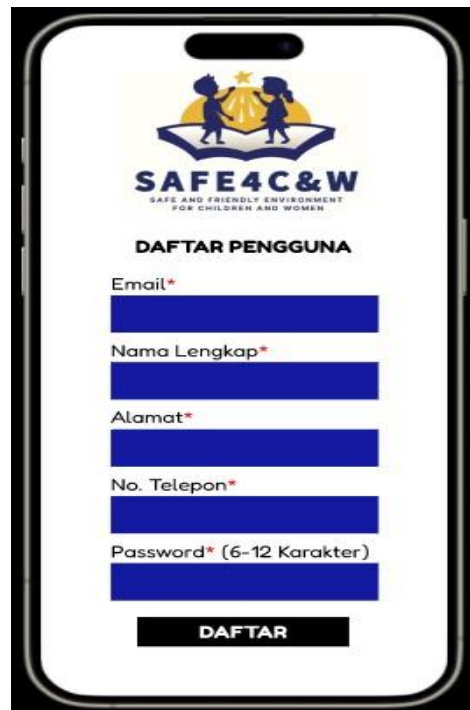 SAFE4C&W
SAFE AND FRIENDLY ENVIRONMENT
FOR CHILDREN AND WOMEN
DAFTAR PENGGUNA
Email*
Nama Lengkap*
Alamat*
No. Telepon*
Password* (6-12 Karakter)
DAFTAR